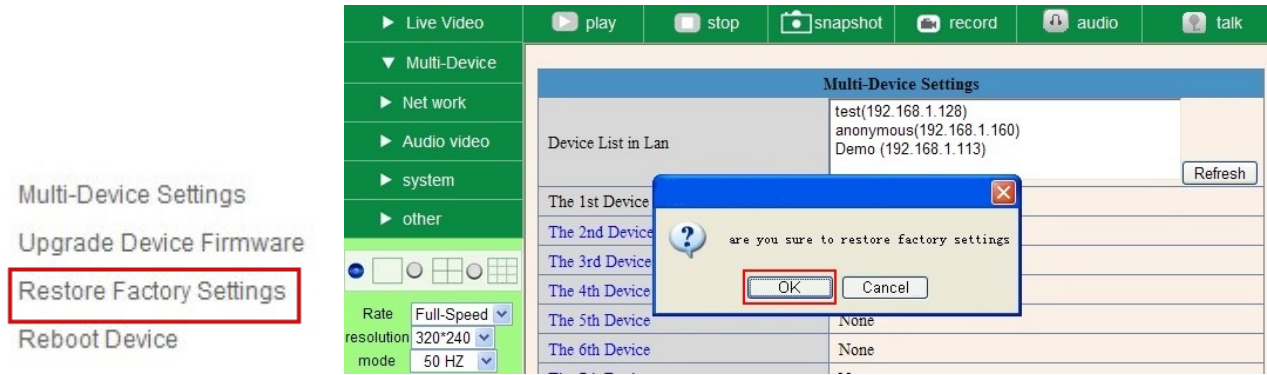 Multi-Device Settings
Upgrade Device Firmware
Restore Factory Settings
Reboot Device
Live Video
Multi-Device
Net work
Audio video
system
other
Rate Full-Speed
resolution 320*240
mode 50 HZ
play stop snapshot record audio talk
Multi-Device Settings
Device List in Lan
test(192.168.1.128)
anonymous(192.168.1.160)
Demo (192.168.1.113)
Refresh
The 1st Device
The 2nd Device
The 3rd Device
The 4th Device
The 5th Device None
The 6th Device None
are you sure to restore factory settings
OK Cancel